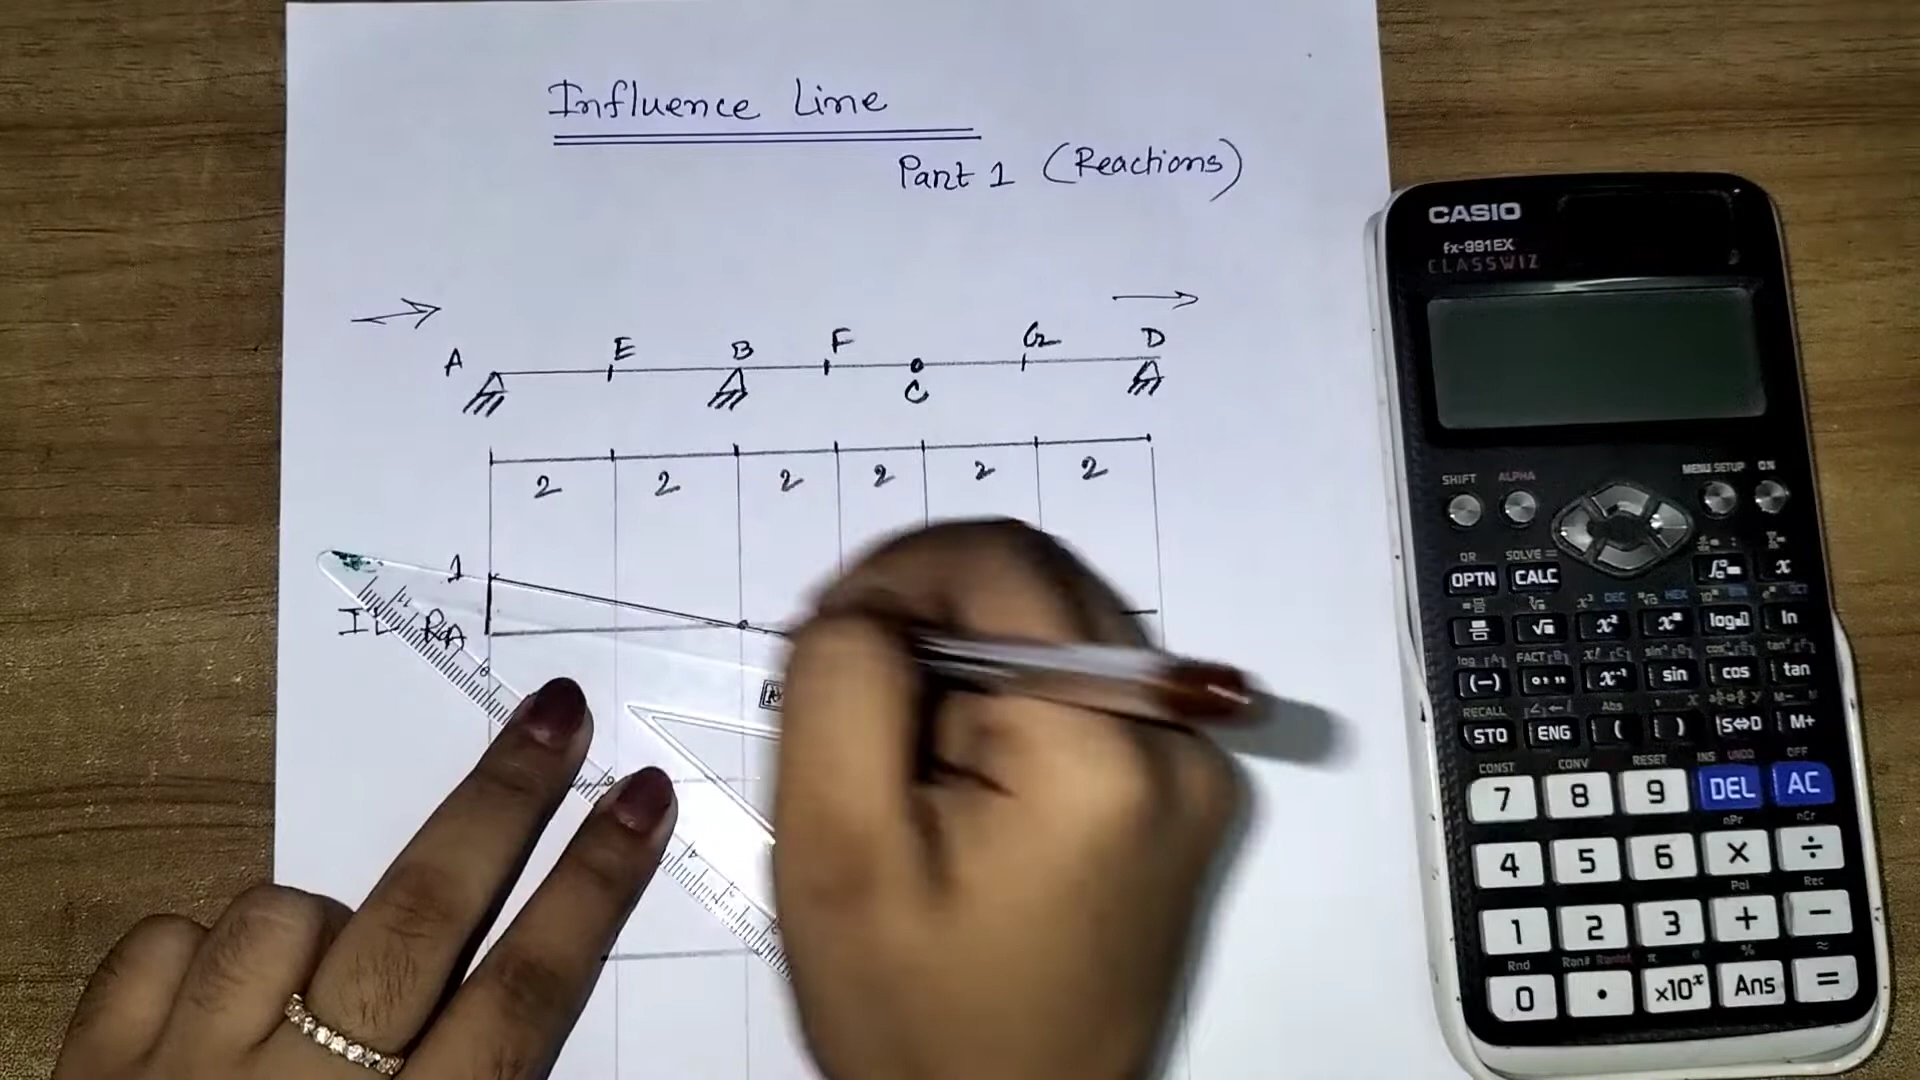 Influence Line
Part 1 (Reactions)
A E B F C G D
2 2 2 2 2 2
1
IL RA
CASIO
fx-991EX
CLASSWIZ
SHIFT ALPHA MENU SETUP ON
SOLVE =
OPTN CALC x
x² ln
(-) sin cos tan
RECALL
STO ENG ( ) S⇔D M+
CONST CONV RESET INS UNDO OFF
7 8 9 DEL AC
nPr nCr
4 5 6 × ÷
Pol Rec
1 2 3 + −
Rnd Ran# RanInt π e % ≈
0 • ×10ˣ Ans =